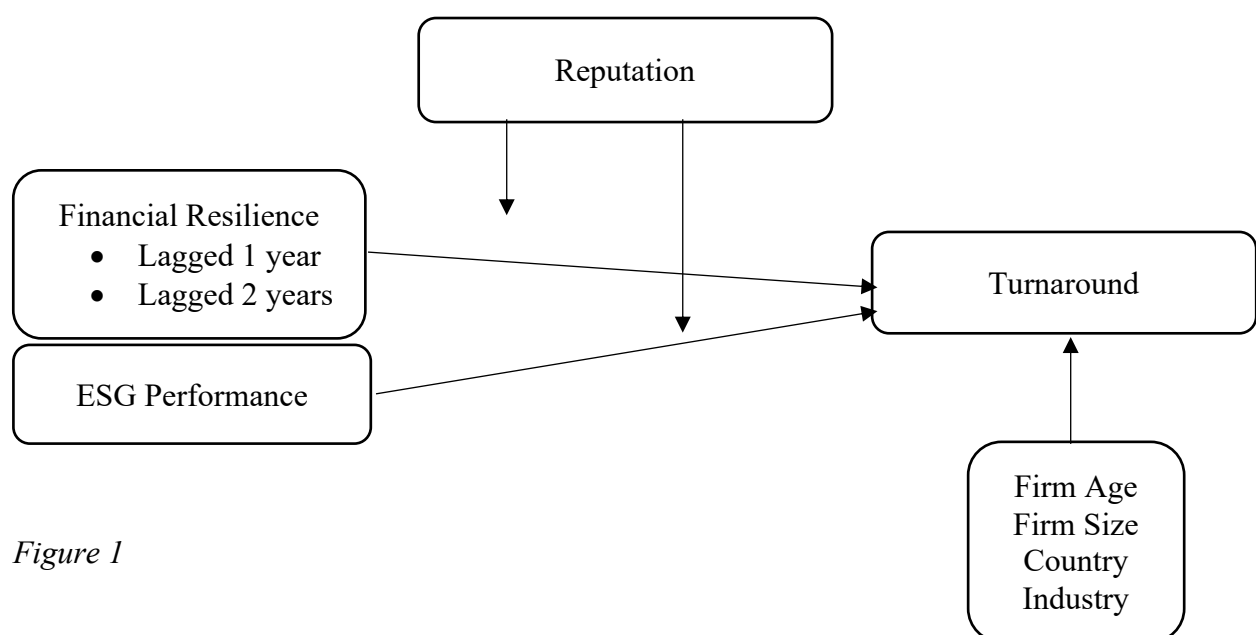 Reputation
Financial Resilience
• Lagged 1 year
• Lagged 2 years
Turnaround
ESG Performance
Firm Age
Firm Size
Country
Industry
Figure 1